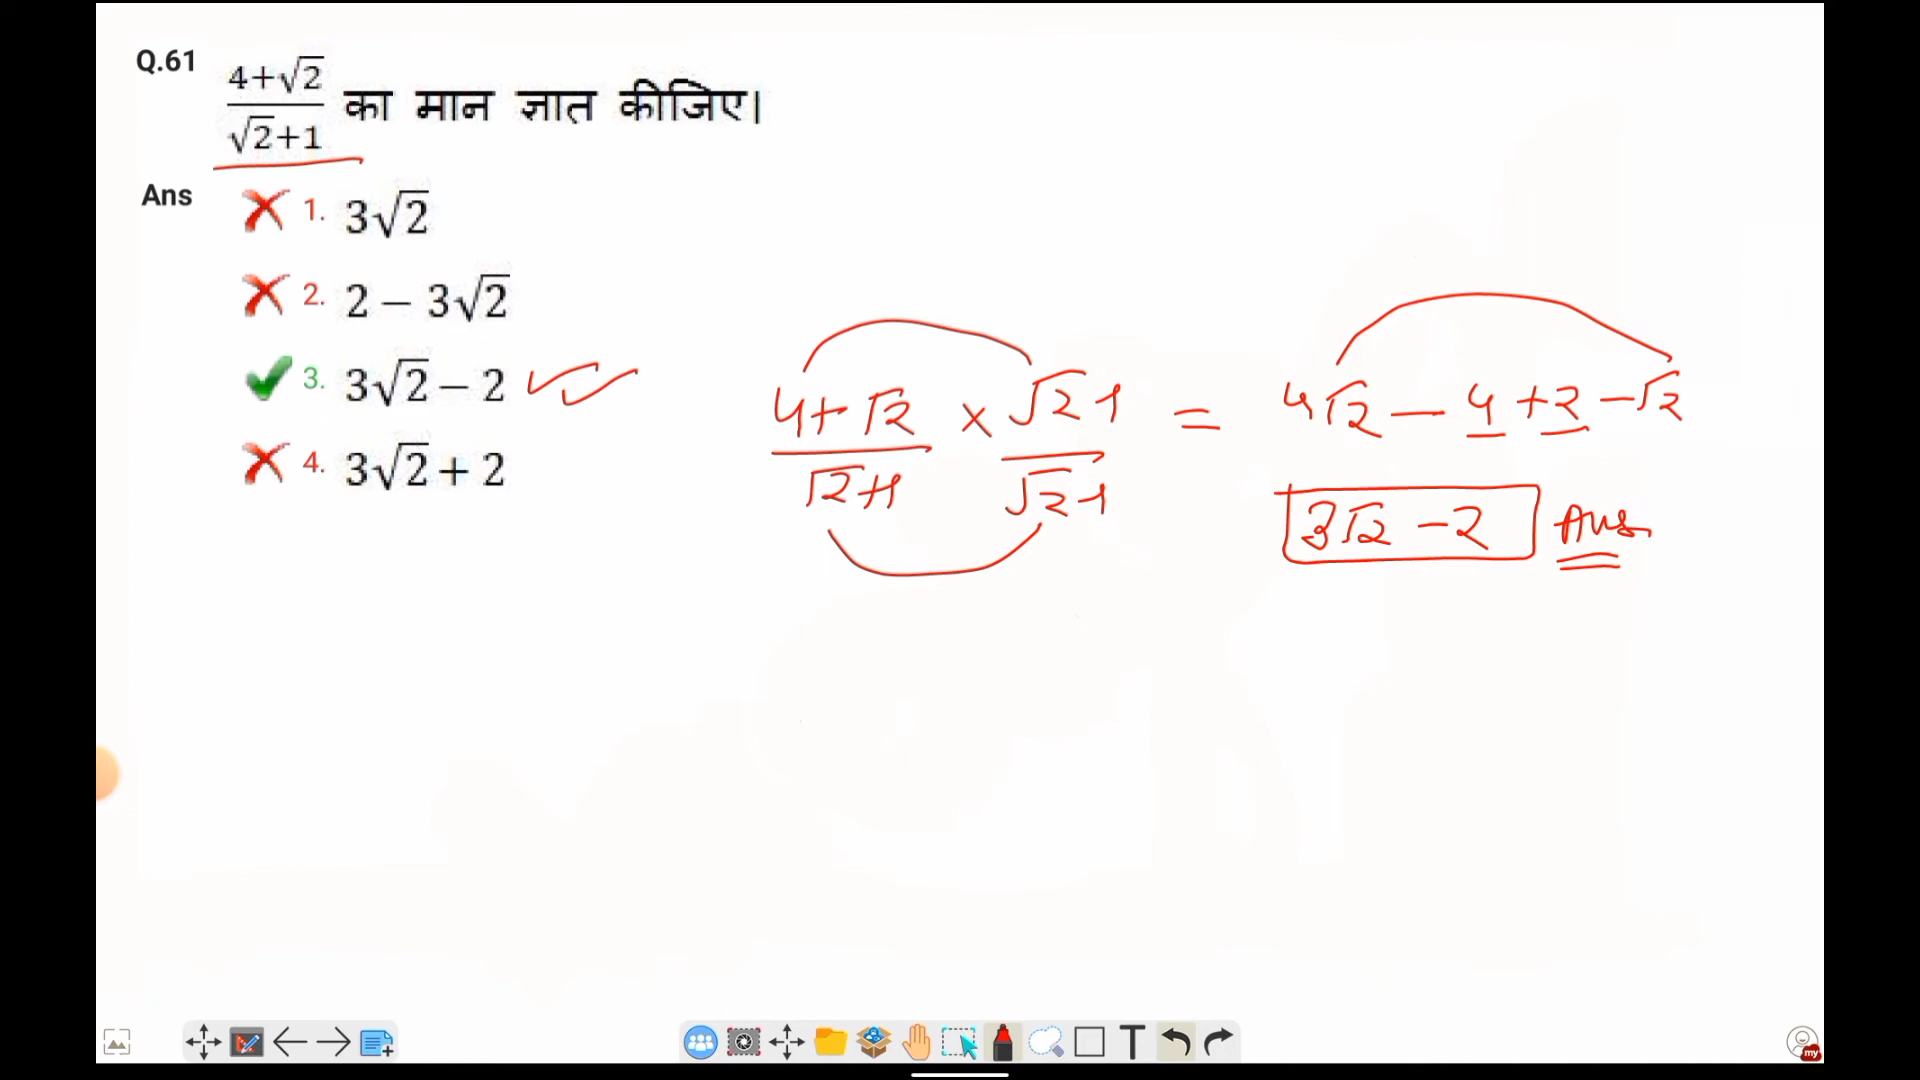 Q.61 (4+√2)/(√2+1) का मान ज्ञात कीजिए।
Ans 1. 3√2
2. 2 – 3√2
3. 3√2 – 2
4. 3√2 + 2
(4+√2)/(√2+1) × (√2-1)/(√2-1) = 4√2 – 4 + 2 – √2
3√2 – 2 Ans
T
my